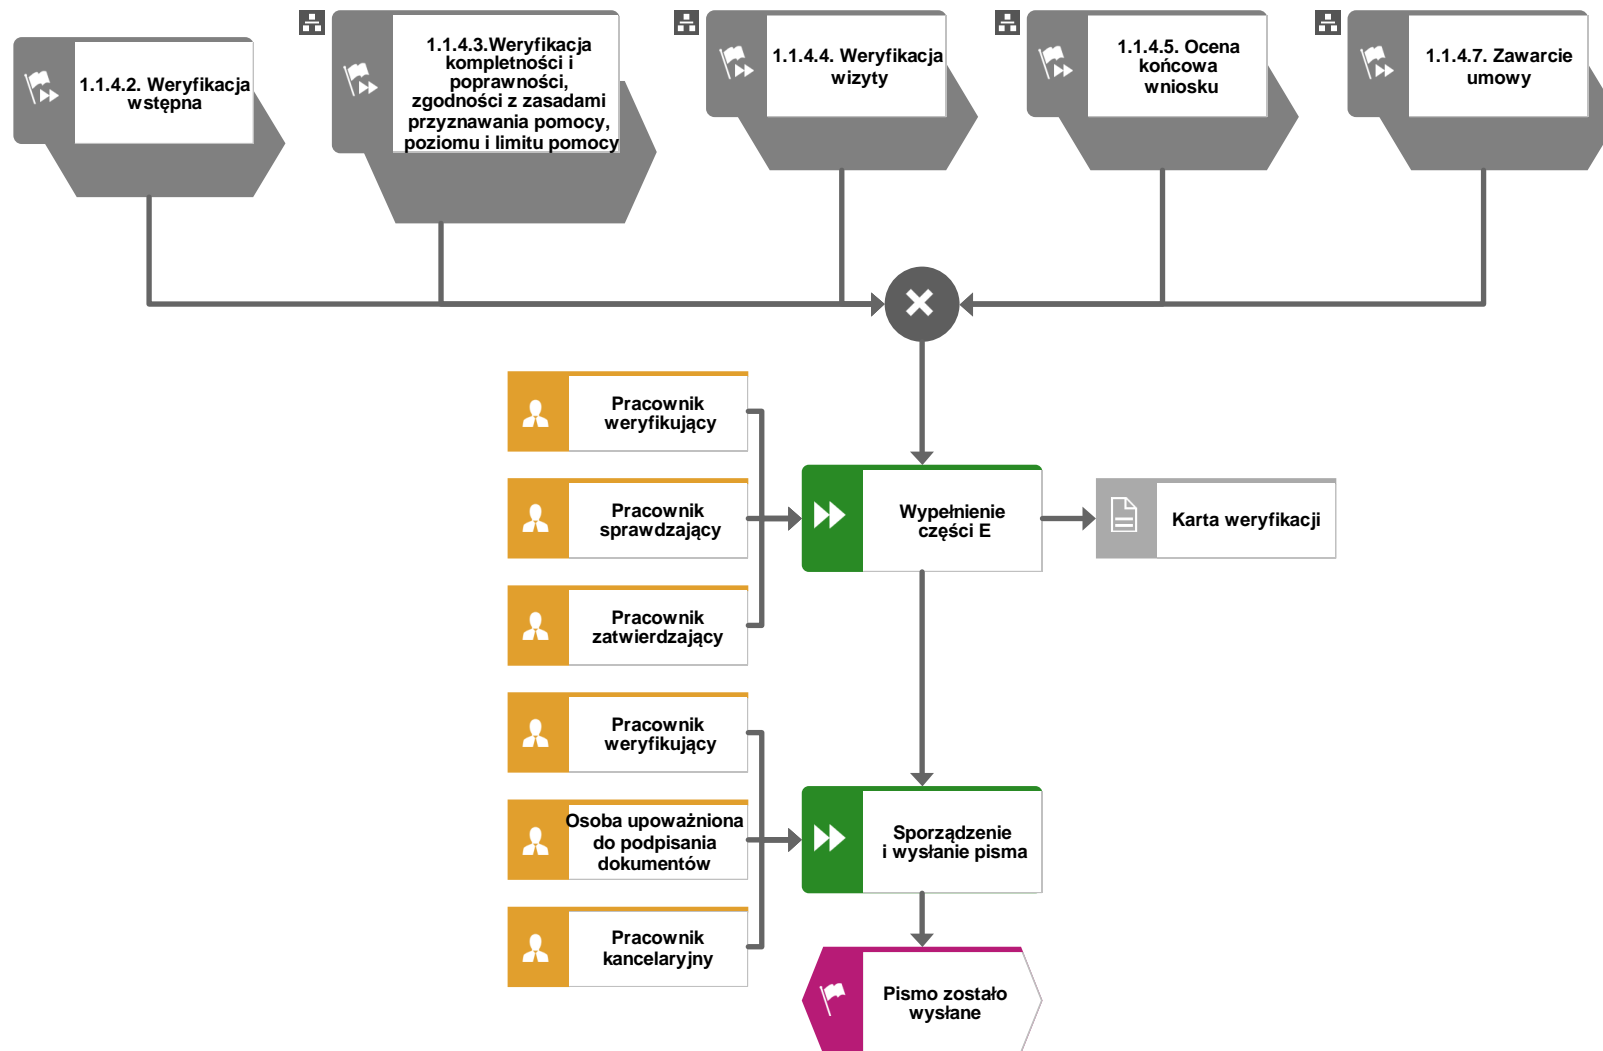 1.1.4.2. Weryfikacja
wstępna
1.1.4.3.Weryfikacja
kompletności i
poprawności,
zgodności z zasadami
przyznawania pomocy,
poziomu i limitu pomocy
1.1.4.4. Weryfikacja
wizyty
1.1.4.5. Ocena
końcowa
wniosku
1.1.4.7. Zawarcie
umowy
Pracownik
weryfikujący
Pracownik
sprawdzający
Wypełnienie
części E
Karta weryfikacji
Pracownik
zatwierdzający
Pracownik
weryfikujący
Osoba upoważniona
do podpisania
dokumentów
Sporządzenie
i wysłanie pisma
Pracownik
kancelaryjny
Pismo zostało
wysłane